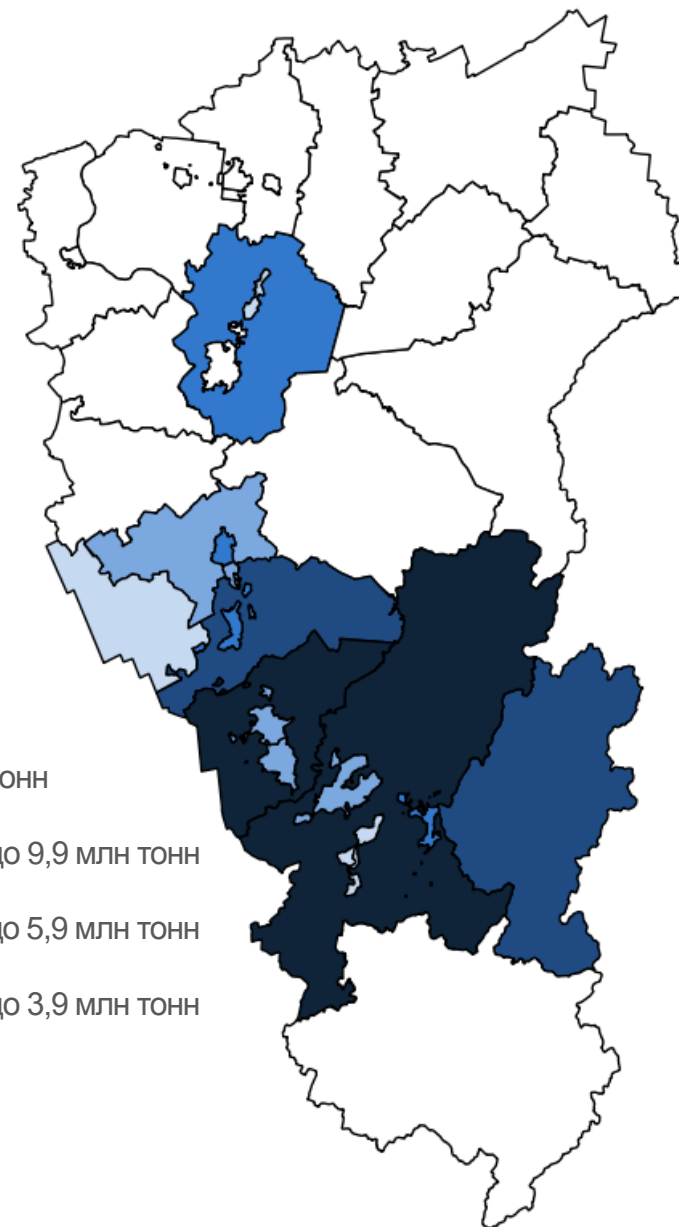 онн
до 9,9 млн тонн
до 5,9 млн тонн
до 3,9 млн тонн